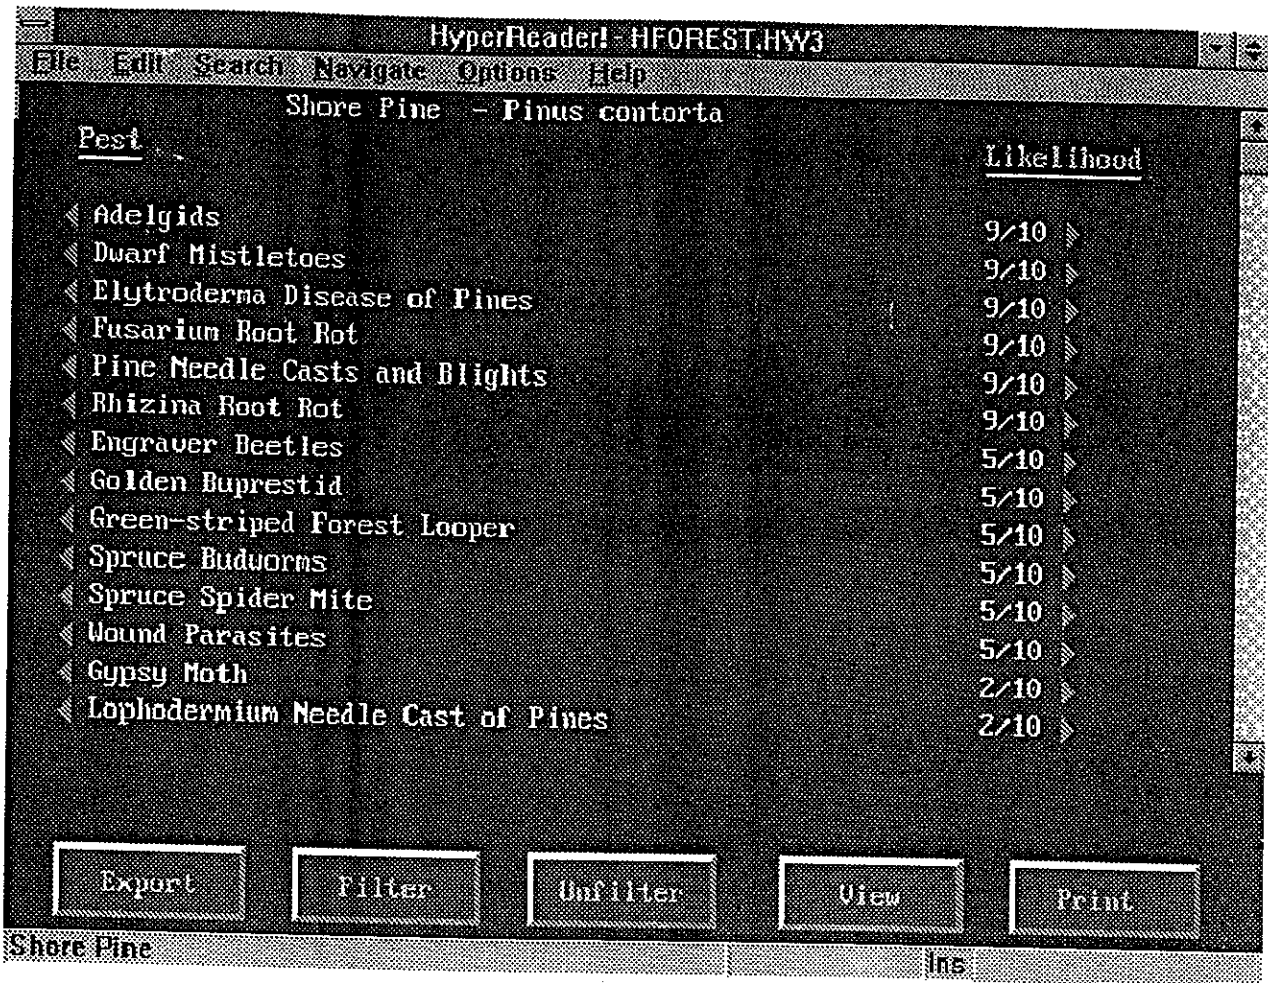 HyperReader! - HFOREST.HW3
File Edit Search Navigate Options Help
Shore Pine - Pinus contorta
Pest Likelihood
Adelgids 9/10
Dwarf Mistletoes 9/10
Elytroderma Disease of Pines 9/10
Fusarium Root Rot 9/10
Pine Needle Casts and Blights 9/10
Rhizina Root Rot 9/10
Engraver Beetles 5/10
Golden Buprestid 5/10
Green-striped Forest Looper 5/10
Spruce Budworms 5/10
Spruce Spider Mite 5/10
Wound Parasites 5/10
Gypsy Moth 2/10
Lophodermium Needle Cast of Pines 2/10
Export Filter Unfilter View Print
Shore Pine Ins